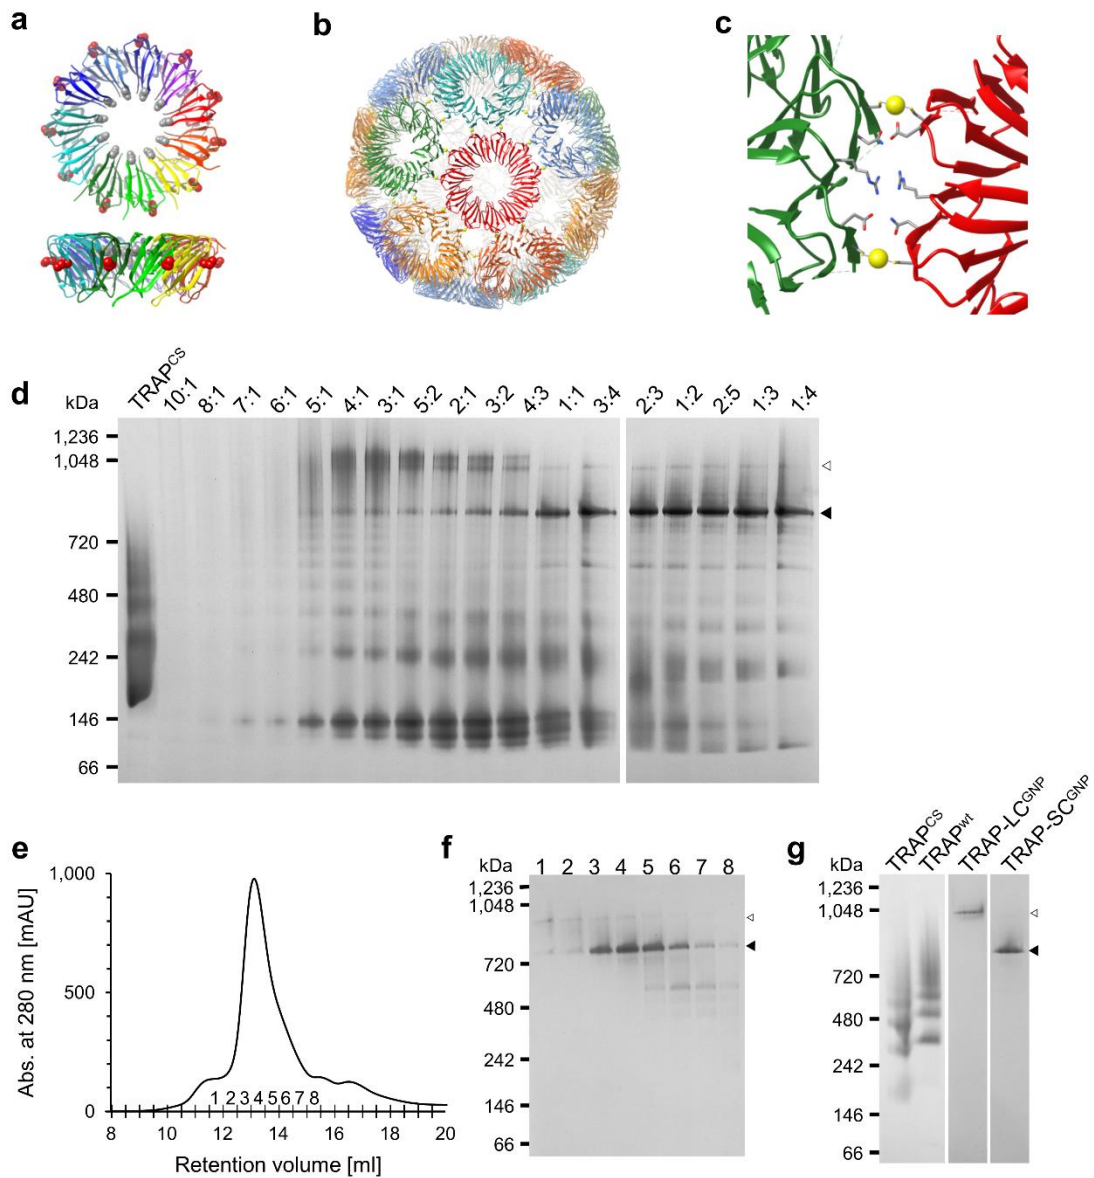 a
b
c
d
kDa
TRAPᶜˢ 10:1 8:1 7:1 6:1 5:1 4:1 3:1 5:2 2:1 3:2 4:3 1:1 3:4 2:3 1:2 2:5 1:3 1:4
1,236
1,048
720
480
242
146
66
e
1,000
500
0
Abs. at 280 nm [mAU]
1 2 3 4 5 6 7 8
8 10 12 14 16 18 20
Retention volume [ml]
f
kDa 1 2 3 4 5 6 7 8
1,236
1,048
720
480
242
146
66
g
kDa TRAPᶜˢ TRAPʷᵗ TRAP-LCᴳᴺᴾ TRAP-SCᴳᴺᴾ
1,236
1,048
720
480
242
146
66